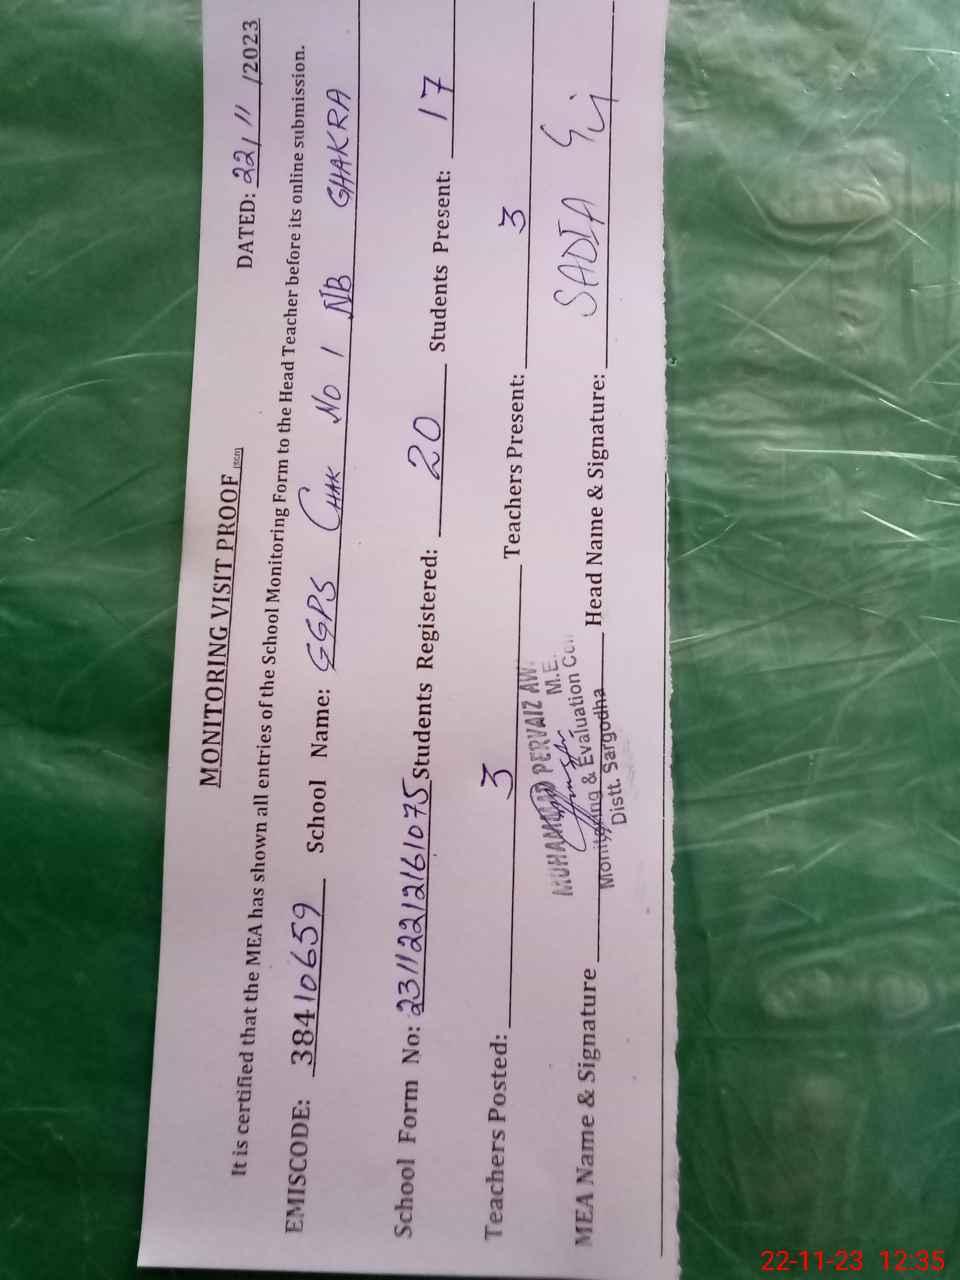 MONITORING VISIT PROOF
DATED: 22/11/2023
It is certified that the MEA has shown all entries of the School Monitoring Form to the Head Teacher before its online submission.
EMISCODE: 38410659 School Name: GGPS CHAK NO 1 NB GHAKRA
School Form No: 23112212161075 Students Registered: 20 Students Present: 17
Teachers Posted: 3 Teachers Present: 3
MUHAMMAD PERVAIZ AW
M.E.
MEA Name & Signature Head Name & Signature: SADIA
Monitoring & Evaluation
Distt. Sargodha
22-11-23 12:35